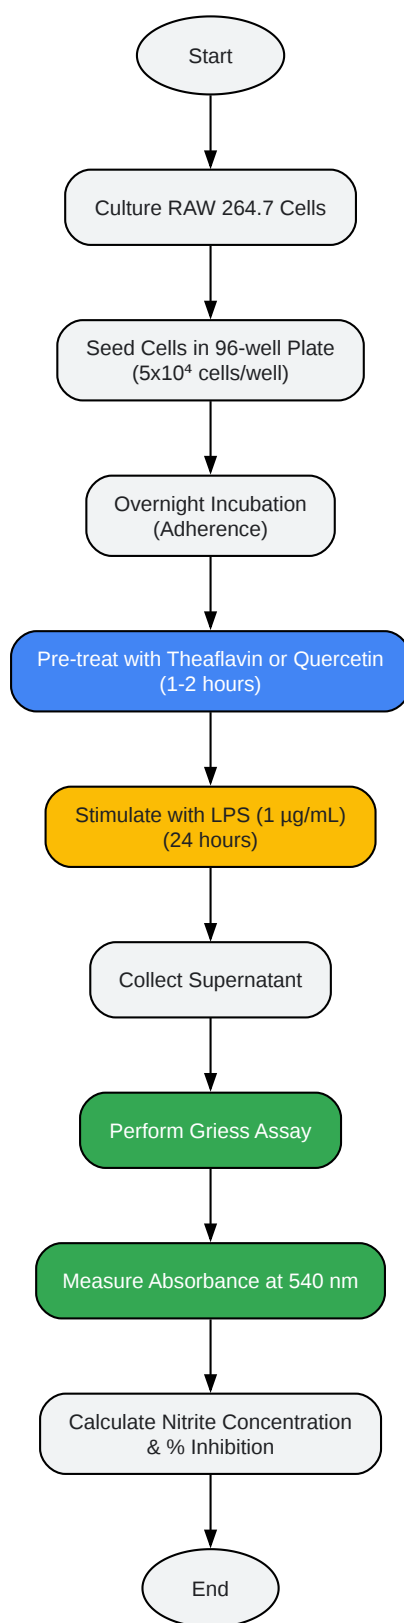 Start
Culture RAW 264.7 Cells
Seed Cells in 96-well Plate
(5x10⁴ cells/well)
Overnight Incubation
(Adherence)
Pre-treat with Theaflavin or Quercetin
(1-2 hours)
Stimulate with LPS (1 µg/mL)
(24 hours)
Collect Supernatant
Perform Griess Assay
Measure Absorbance at 540 nm
Calculate Nitrite Concentration
& % Inhibition
End